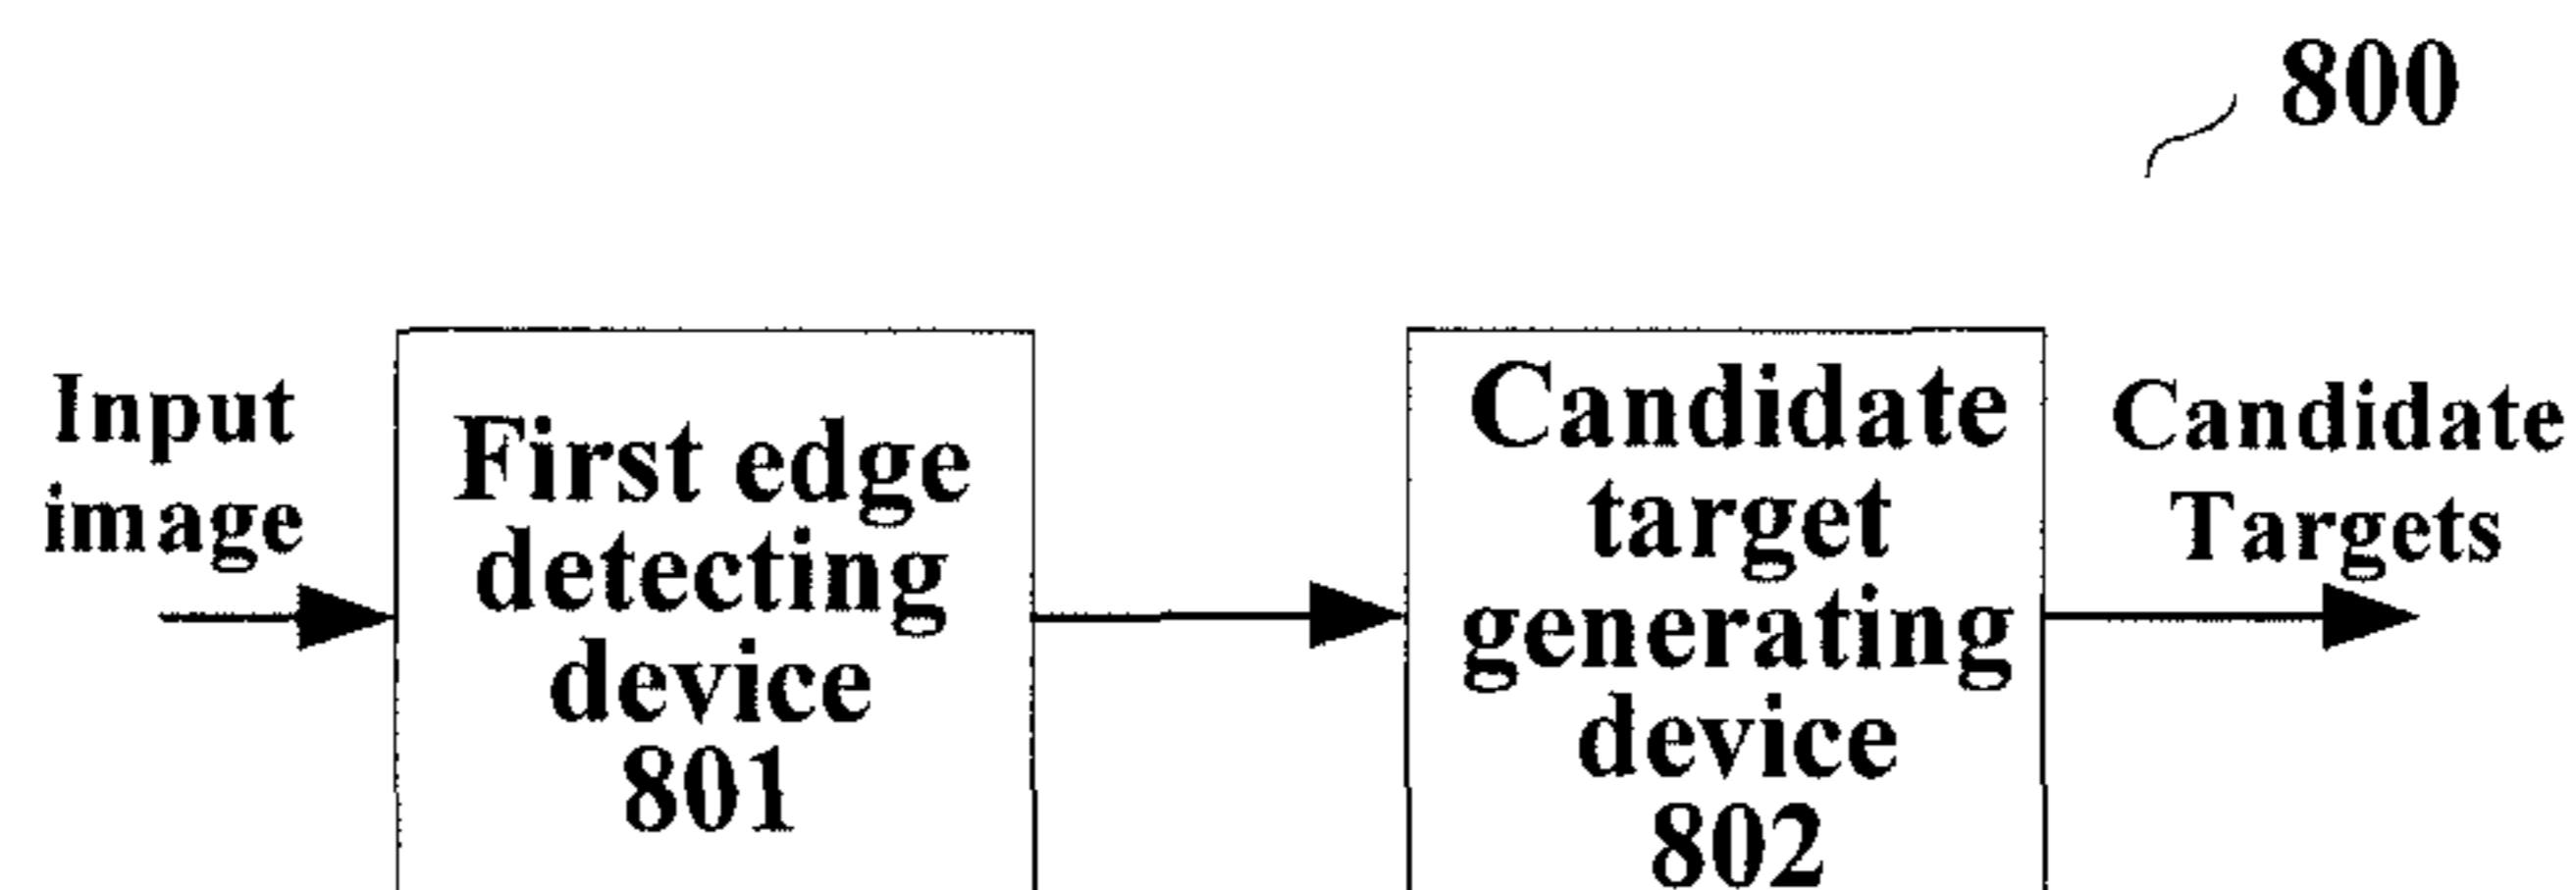 800
Input
image
First edge
detecting
device
801
Candidate
target
generating
device
802
Candidate
Targets